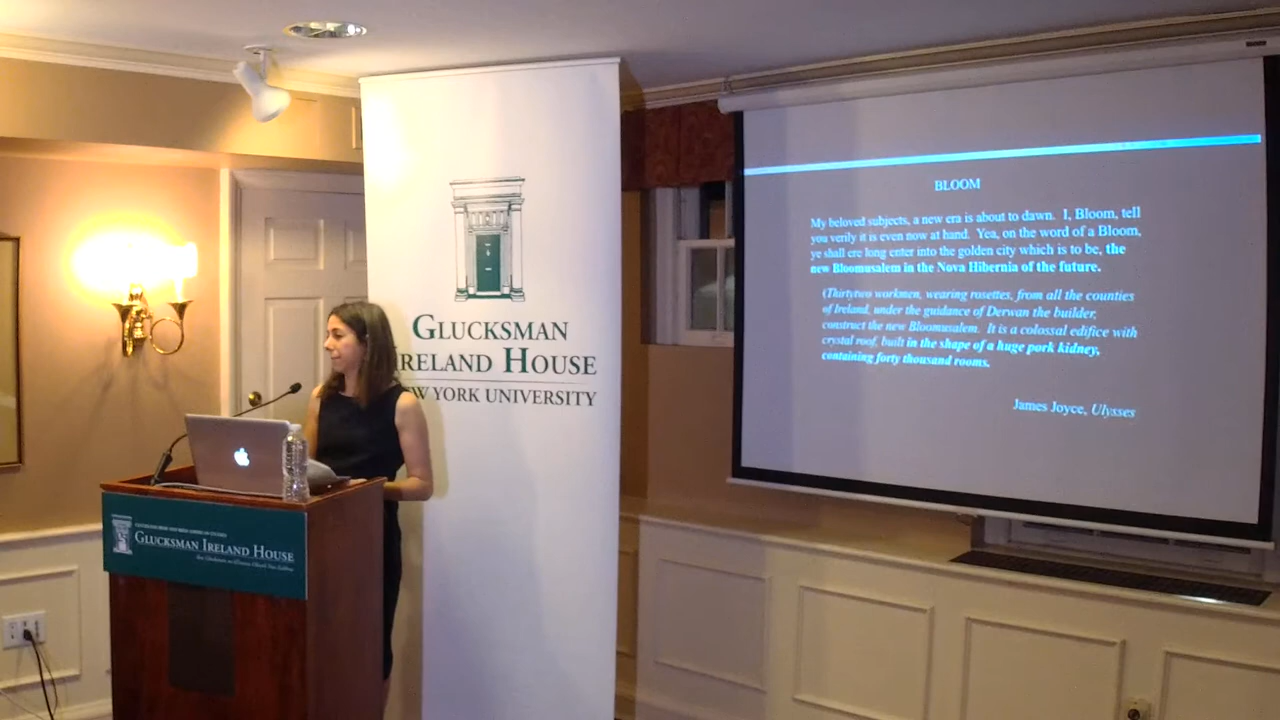 GLUCKSMAN
IRELAND HOUSE
NEW YORK UNIVERSITY
GLUCKSMAN IRELAND HOUSE
BLOOM
My beloved subjects, a new era is about to dawn. I, Bloom, tell
you verily it is even now at hand. Yea, on the word of a Bloom,
ye shall ere long enter into the golden city which is to be, the
new Bloomusalem in the Nova Hibernia of the future.
(Thirtytwo workmen, wearing rosettes, from all the counties
of Ireland, under the guidance of Derwan the builder,
construct the new Bloomusalem. It is a colossal edifice with
crystal roof, built in the shape of a huge pork kidney,
containing forty thousand rooms.
James Joyce, Ulysses